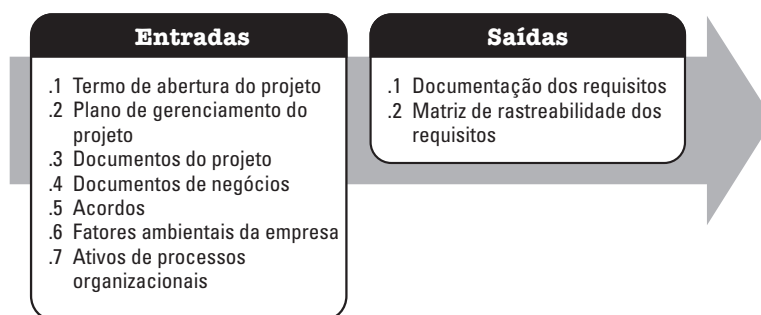 Entradas
.1 Termo de abertura do projeto
.2 Plano de gerenciamento do
projeto
.3 Documentos do projeto
.4 Documentos de negócios
.5 Acordos
.6 Fatores ambientais da empresa
.7 Ativos de processos
organizacionais
Saídas
.1 Documentação dos requisitos
.2 Matriz de rastreabilidade dos
requisitos